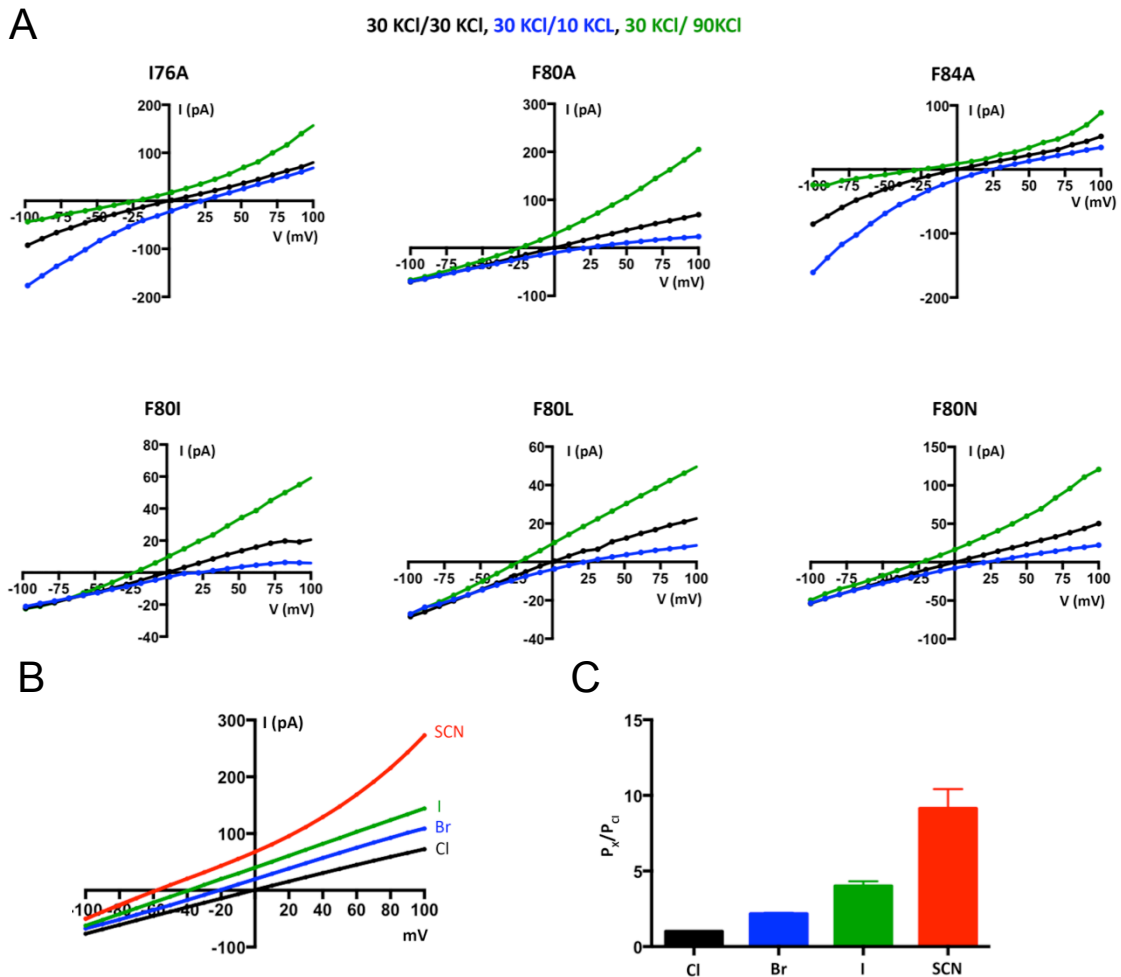 A
30 KCl/30 KCl, 30 KCl/10 KCL, 30 KCl/ 90KCl
I76A
F80A
F84A
200
I (pA)
100
-100 -75 -50 -25 25 50 75 100
V (mV)
-100
-200
300
I (pA)
200
100
-100 -75 -50 -25 25 50 75 100
V (mV)
-100
100
I (pA)
-100 -75 -50 -25 25 50 75 100
V (mV)
-100
-200
F80I
F80L
F80N
80
I (pA)
60
40
20
-100 -75 -50 -25 25 50 75 100
-20
V (mV)
-40
60
I (pA)
40
20
-100 -75 -50 -25 25 50 75 100
-20
V (mV)
-40
150
I (pA)
100
50
-100 -75 -50 -25 25 50 75 100
V (mV)
-50
-100
B
300
I (pA)
SCN
200
100
I
Br
Cl
-100 -80 -60 -40 -20 20 40 60 80 100
mV
-100
C
15
10
5
0
Px/PCl
Cl Br I SCN